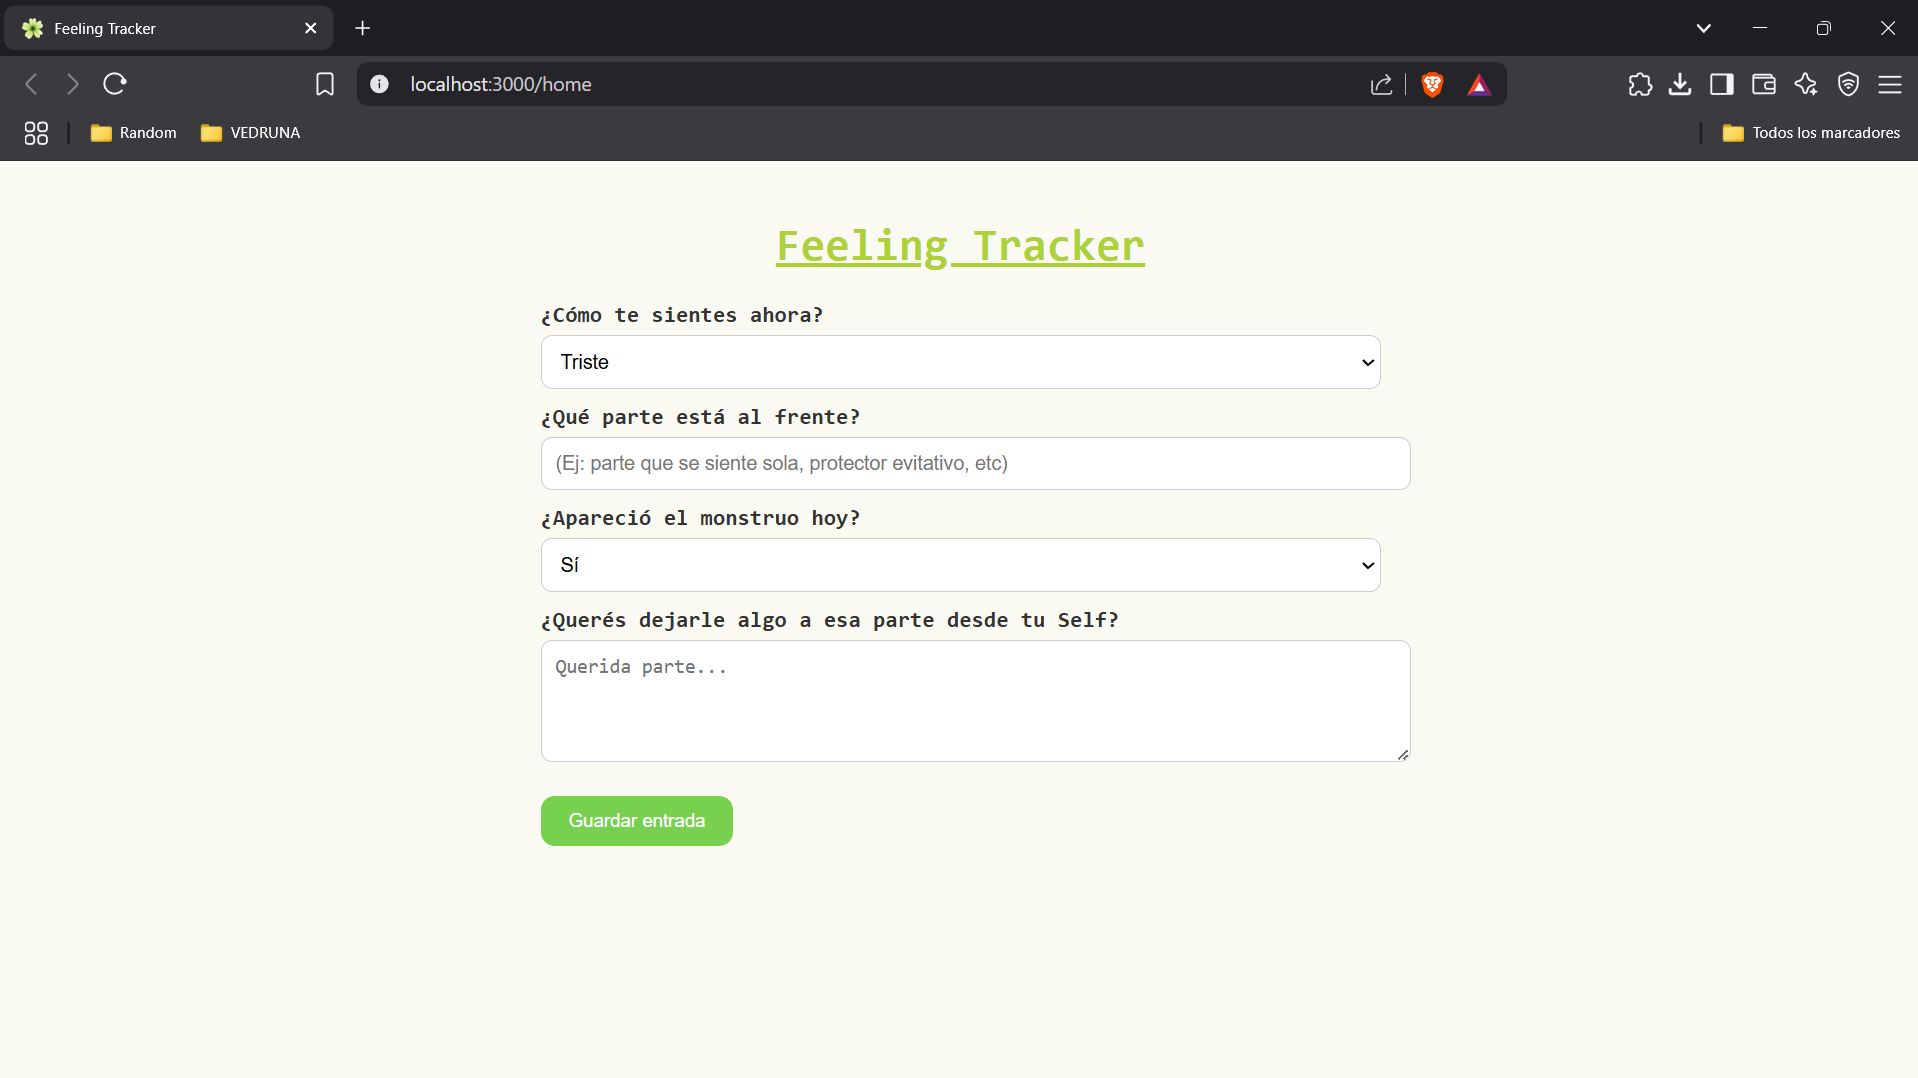 Feeling Tracker
localhost:3000/home
Random VEDRUNA Todos los marcadores
Feeling Tracker
¿Cómo te sientes ahora?
Triste
¿Qué parte está al frente?
(Ej: parte que se siente sola, protector evitativo, etc)
¿Apareció el monstruo hoy?
Sí
¿Querés dejarle algo a esa parte desde tu Self?
Querida parte...
Guardar entrada